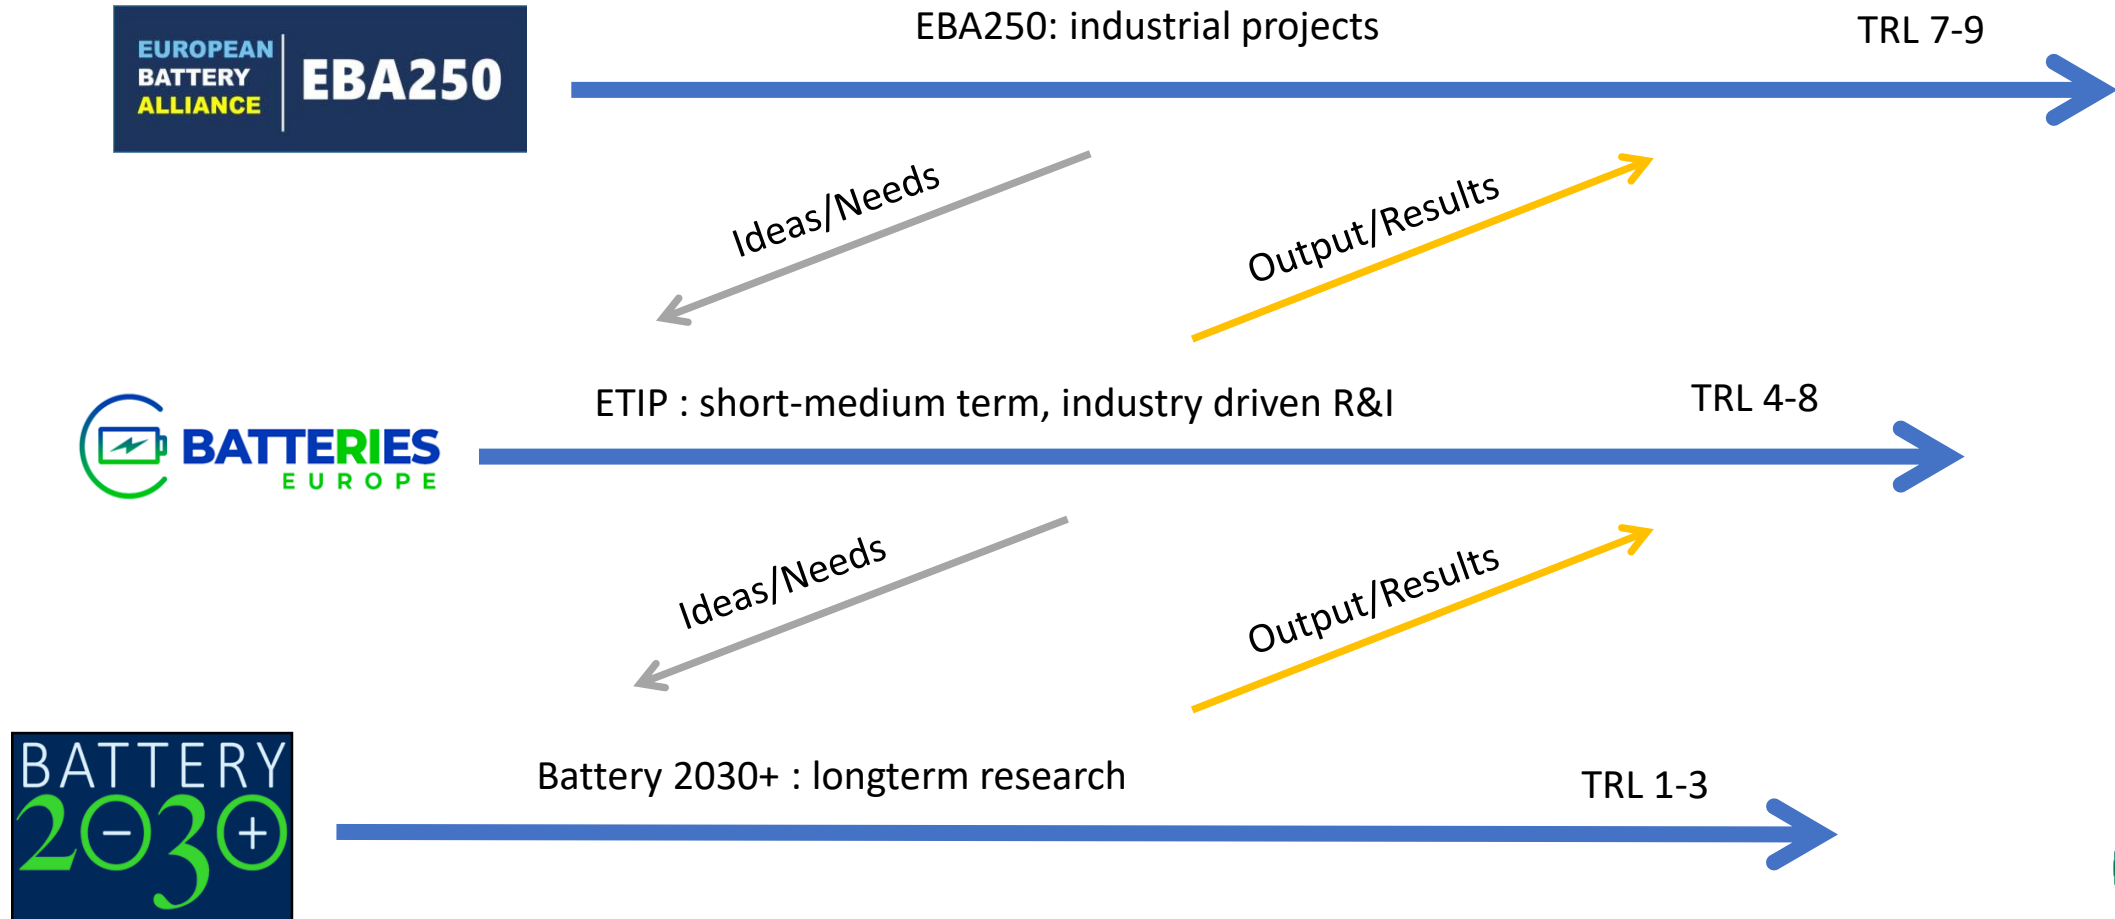 EUROPEAN
BATTERY
ALLIANCE
EBA250
EBA250: industrial projects
TRL 7-9
Ideas/Needs
Output/Results
BATTERIES
EUROPE
ETIP : short-medium term, industry driven R&I
TRL 4-8
Ideas/Needs
Output/Results
BATTERY
2030+
Battery 2030+ : longterm research
TRL 1-3